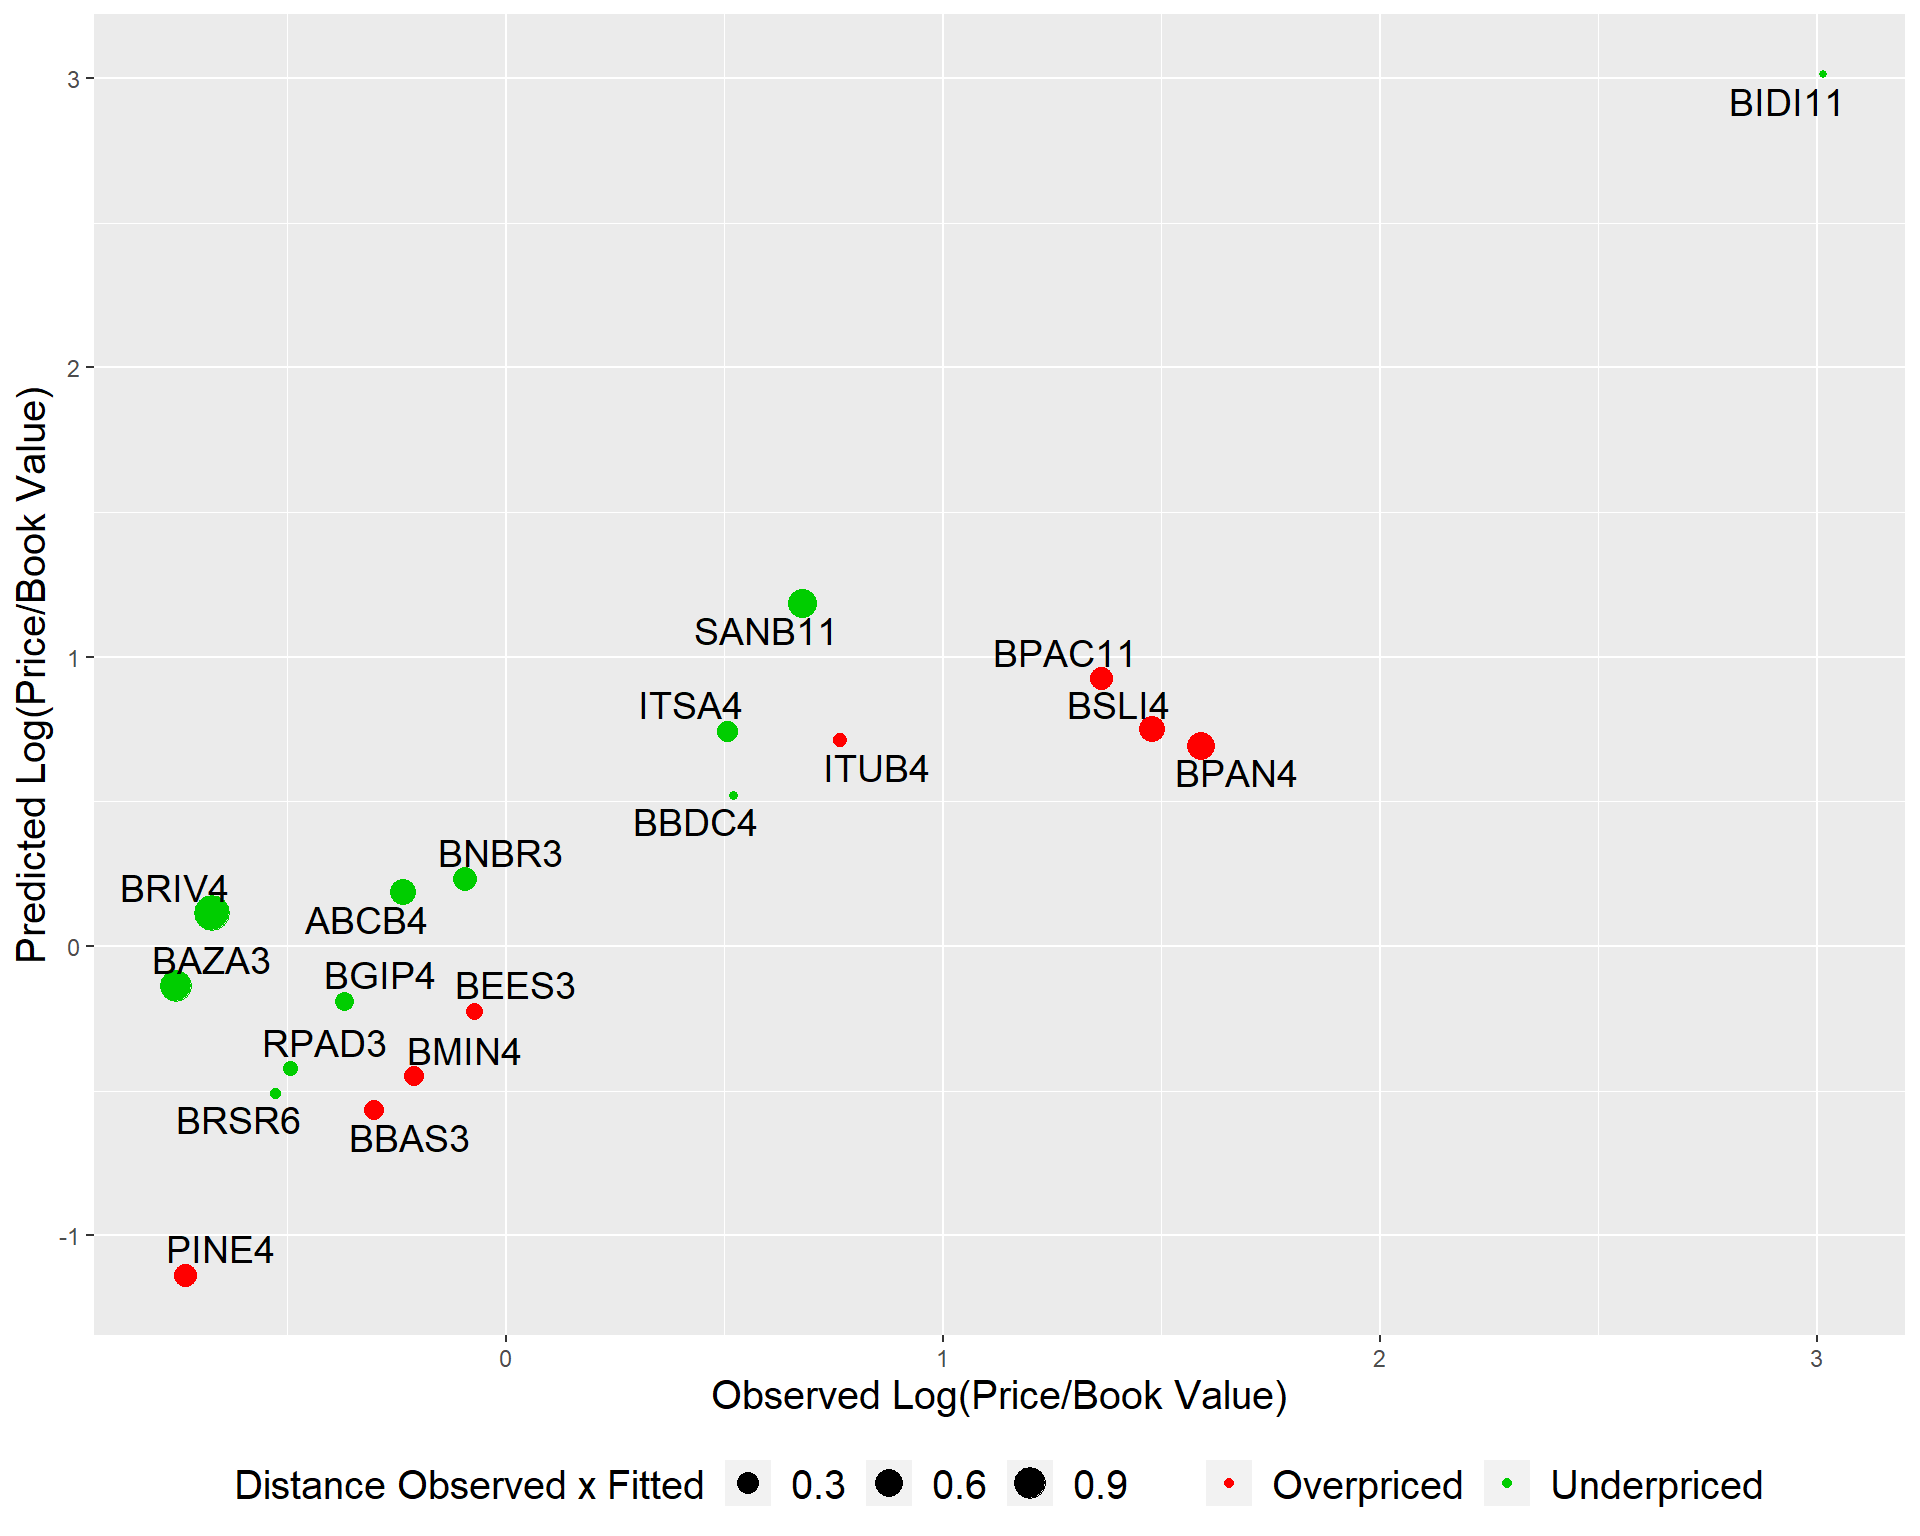 3
BIDI11
2
Predicted Log(Price/Book Value)
SANB11
BPAC11
1
ITSA4
BSLI4
ITUB4
BPAN4
BBDC4
BNBR3
BRIV4
ABCB4
0
BAZA3
BGIP4
BEES3
RPAD3
BMIN4
BRSR6
BBAS3
-1
PINE4
0 1 2 3
Observed Log(Price/Book Value)
Distance Observed x Fitted 0.3 0.6 0.9 Overpriced Underpriced